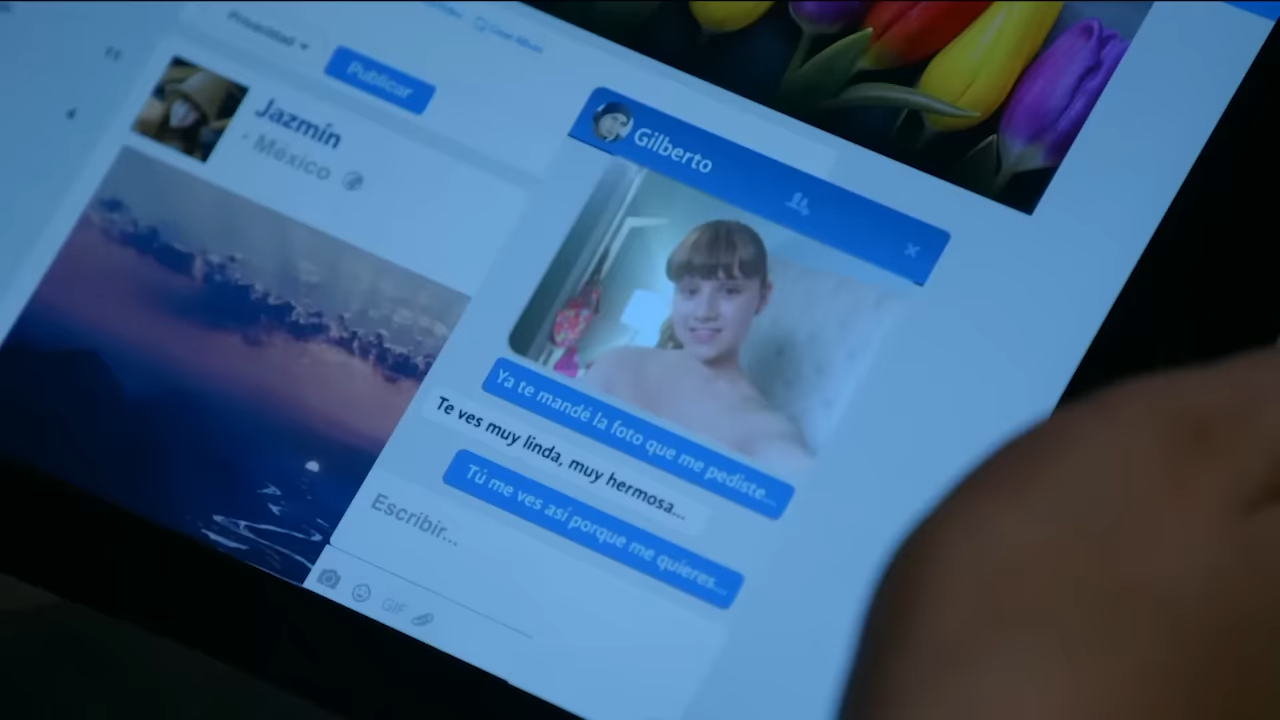 Privacidad
Publicar
Jazmín
México
Gilberto
Ya te mandé la foto que me pediste...
Te ves muy linda, muy hermosa...
Tú me ves así porque me quieres...
Escribir...
GIF